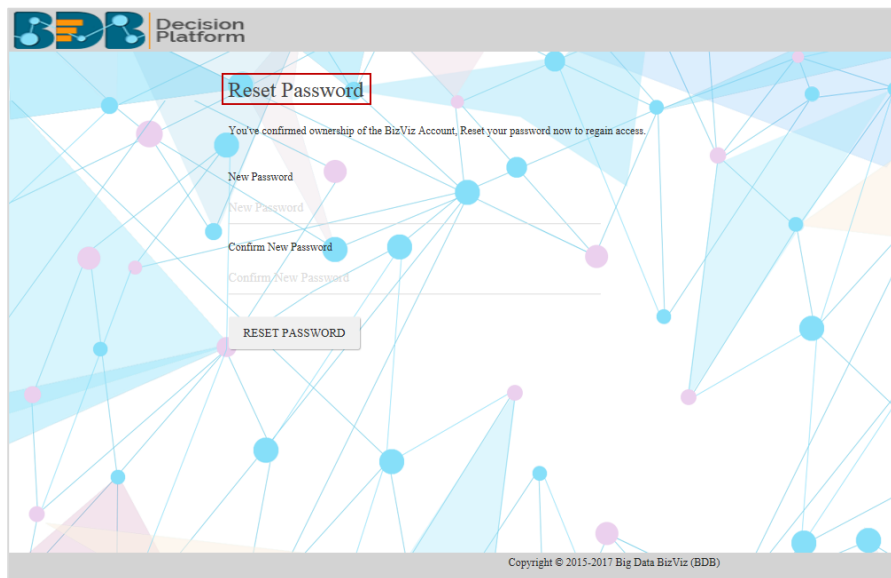 BDB Decision
Platform
Reset Password
You've confirmed ownership of the BizViz Account, Reset your password now to regain access.
New Password
New Password
Confirm New Password
Confirm New Password
RESET PASSWORD
Copyright © 2015-2017 Big Data BizViz (BDB)